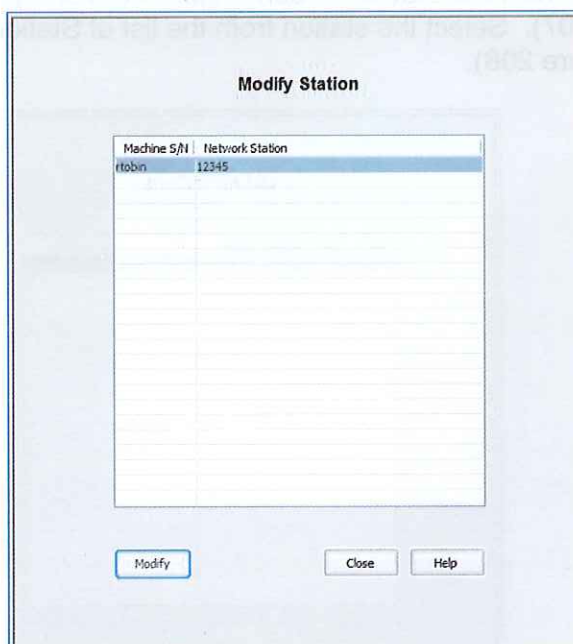 Modify Station
Machine S/N Network Station
rtobin 12345
Modify Close Help